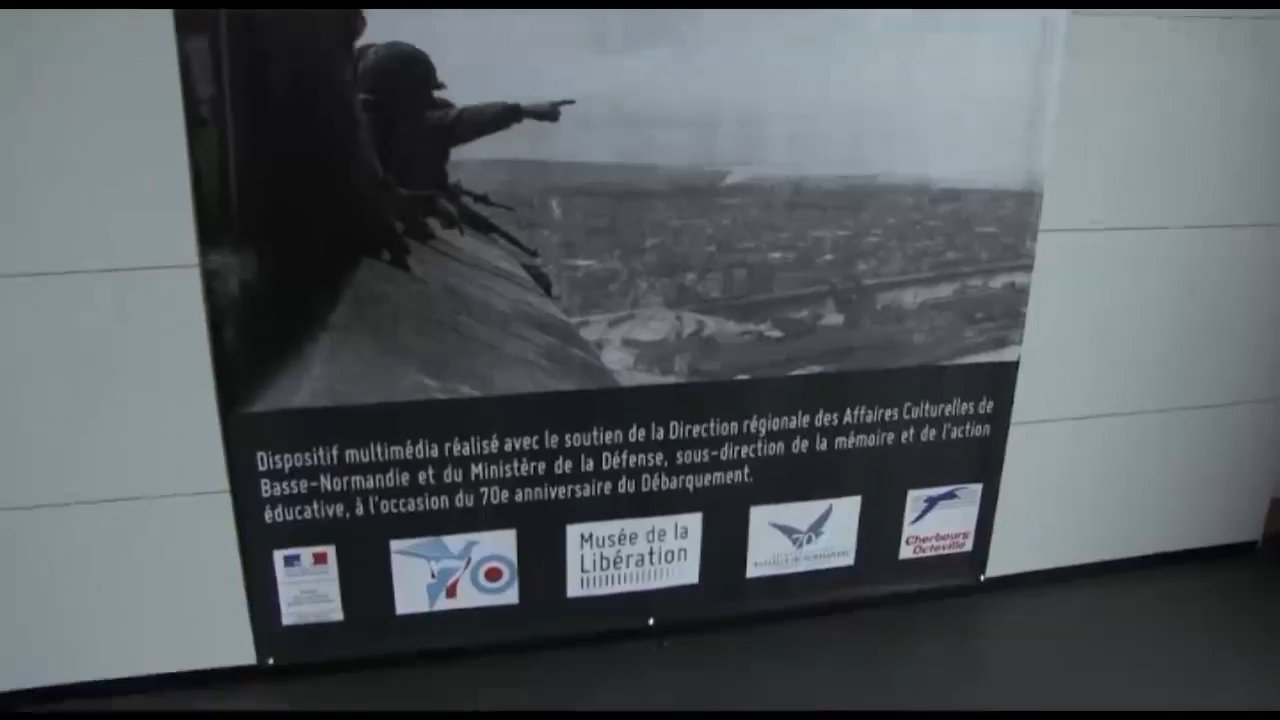 Dispositif multimédia réalisé avec le soutien de la Direction régionale des Affaires Culturelles de
Basse-Normandie et du Ministère de la Défense, sous-direction de la mémoire et de l'action
éducative, à l'occasion du 70e anniversaire du Débarquement.
70
Musée de la
Libération
70
Cherbourg
Octeville